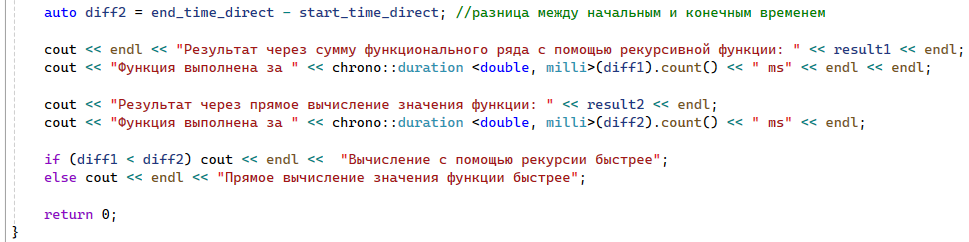 auto diff2 = end_time_direct - start_time_direct; //разница между начальным и конечным временем
cout << endl << "Результат через сумму функционального ряда с помощью рекурсивной функции: " << result1 << endl;
cout << "Функция выполнена за " << chrono::duration <double, milli>(diff1).count() << " ms" << endl << endl;
cout << "Результат через прямое вычисление значения функции: " << result2 << endl;
cout << "Функция выполнена за " << chrono::duration <double, milli>(diff2).count() << " ms" << endl;
if (diff1 < diff2) cout << endl <<  "Вычисление с помощью рекурсии быстрее";
else cout << endl << "Прямое вычисление значения функции быстрее";
return 0;
}